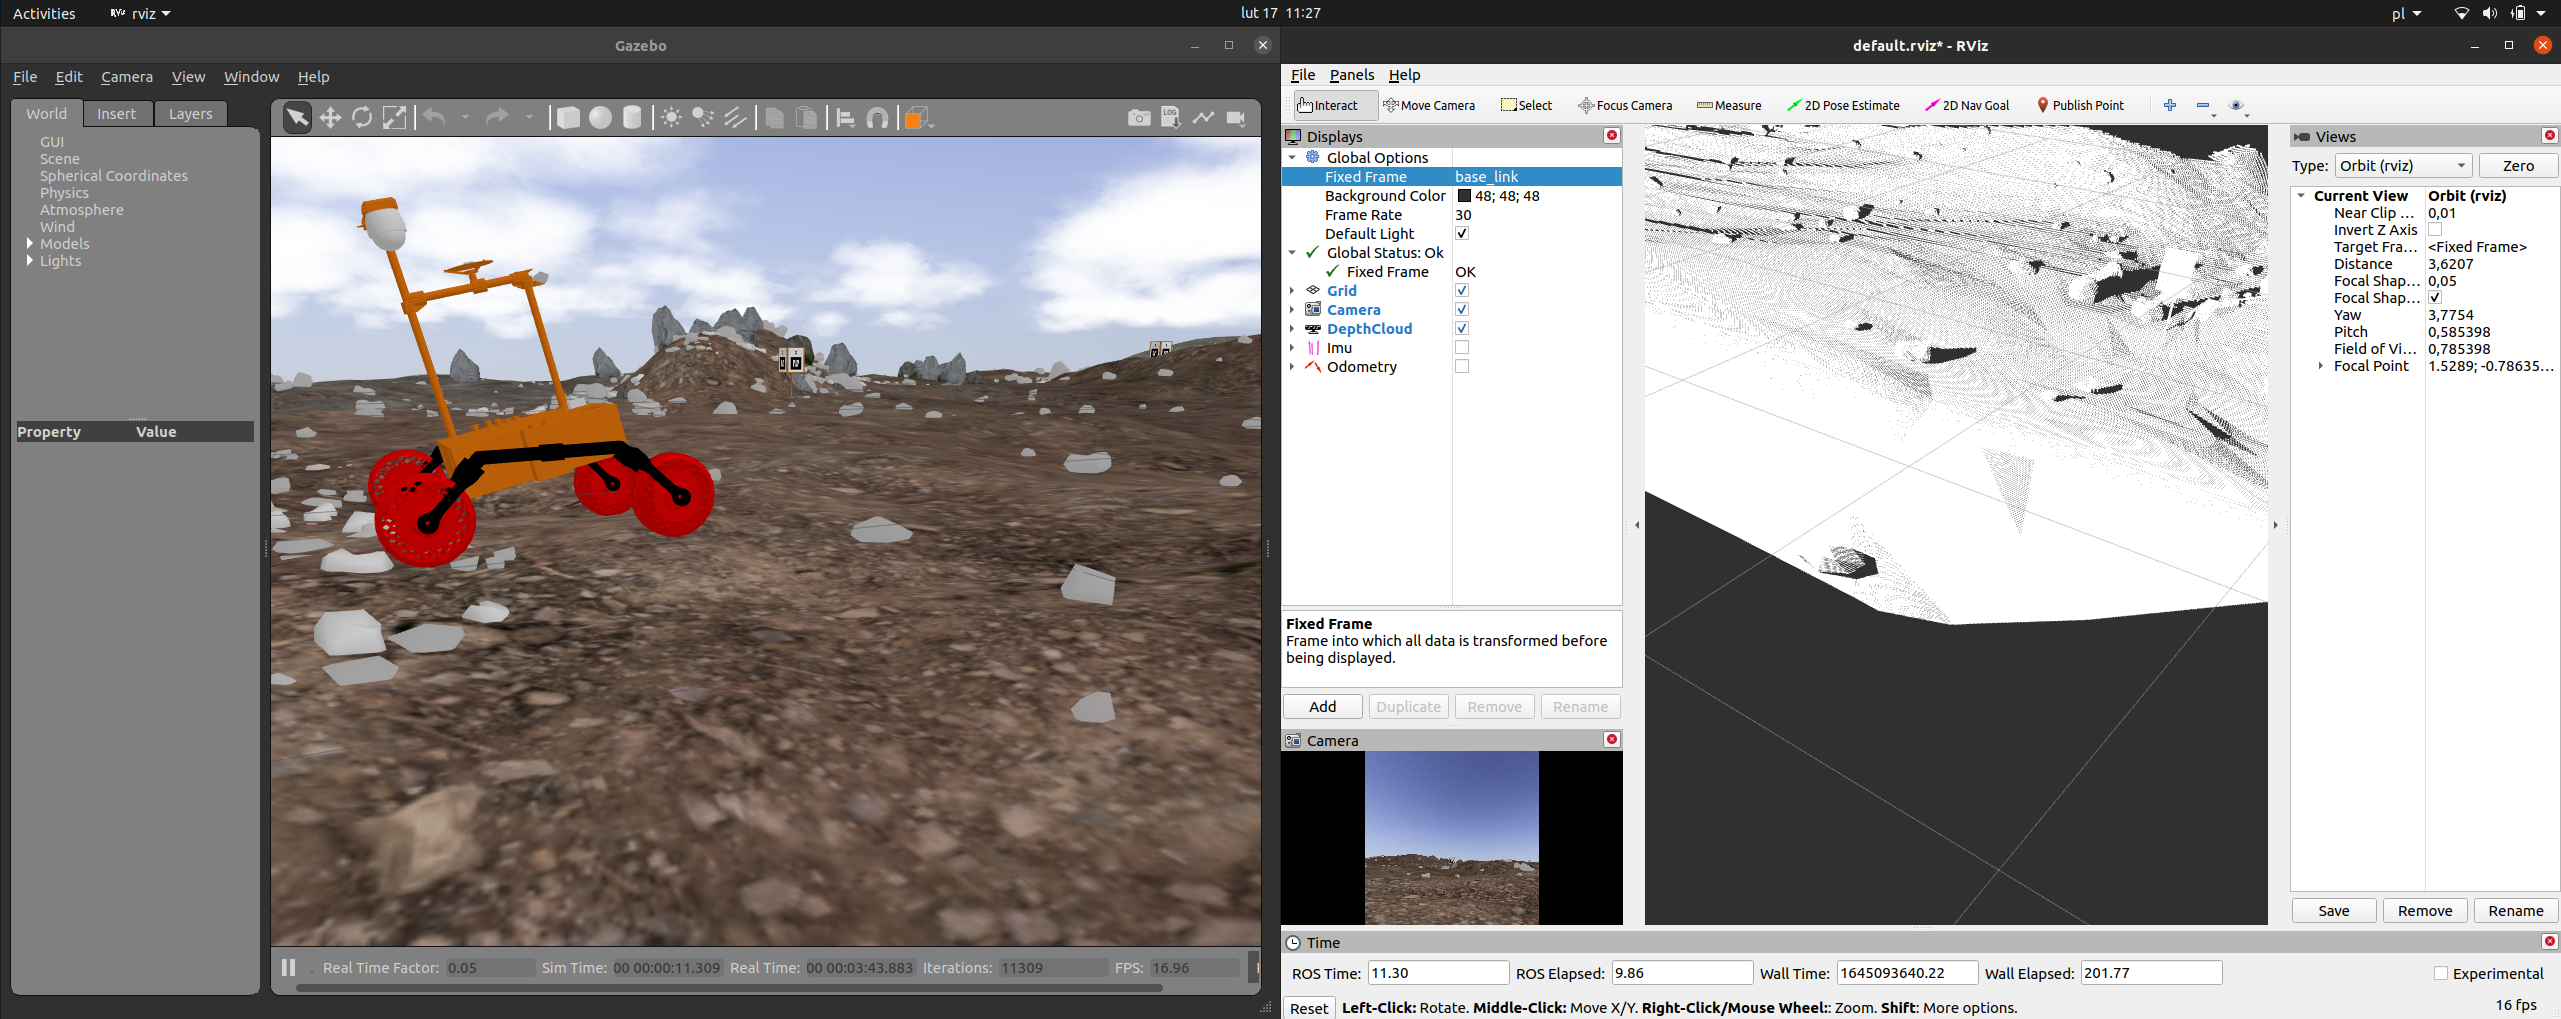 Activities
rviz
lut 17 11:27
pl
Gazebo
File Edit Camera View Window Help
World Insert Layers
GUI
Scene
Spherical Coordinates
Physics
Atmosphere
Wind
Models
Lights
Property Value
LOG
Real Time Factor: 0.05 Sim Time: 00 00:00:11.309 Real Time: 00 00:03:43.883 Iterations: 11309 FPS: 16.96
default.rviz* - RViz
File Panels Help
Interact Move Camera Select Focus Camera Measure 2D Pose Estimate 2D Nav Goal Publish Point
Displays
Global Options
Fixed Frame base_link
Background Color 48; 48; 48
Frame Rate 30
Default Light
Global Status: Ok
Fixed Frame OK
Grid
Camera
DepthCloud
Imu
Odometry
Fixed Frame
Frame into which all data is transformed before
being displayed.
Add Duplicate Remove Rename
Camera
Views
Type: Orbit (rviz) Zero
Current View Orbit (rviz)
Near Clip ... 0,01
Invert Z Axis
Target Fra... <Fixed Frame>
Distance 3,6207
Focal Shap... 0,05
Focal Shap...
Yaw 3,7754
Pitch 0,585398
Field of Vi... 0,785398
Focal Point 1.5289; -0.78635...
Save Remove Rename
Time
ROS Time: 11.30 ROS Elapsed: 9.86 Wall Time: 1645093640.22 Wall Elapsed: 201.77 Experimental
Reset Left-Click: Rotate. Middle-Click: Move X/Y. Right-Click/Mouse Wheel:: Zoom. Shift: More options. 16 fps